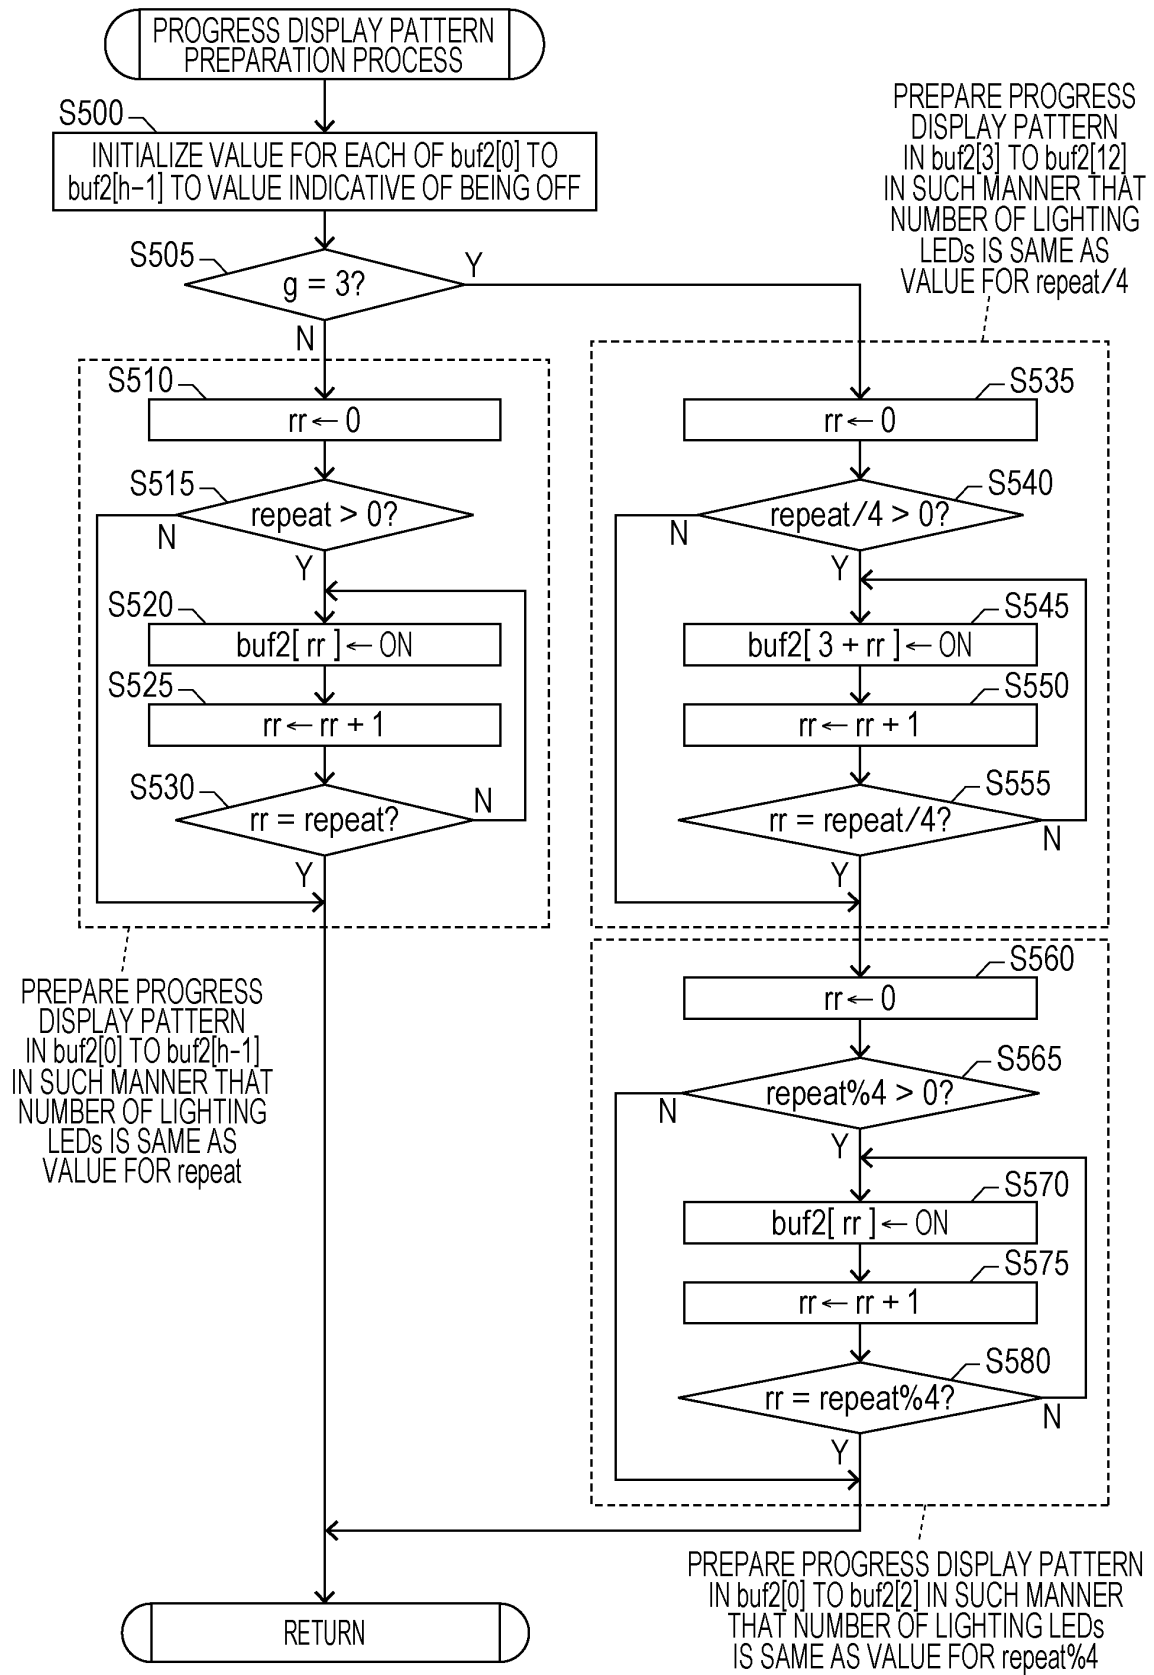 PROGRESS DISPLAY PATTERN
PREPARATION PROCESS
S500
INITIALIZE VALUE FOR EACH OF buf2[0] TO
buf2[h-1] TO VALUE INDICATIVE OF BEING OFF
S505
g = 3?
Y
N
PREPARE PROGRESS
DISPLAY PATTERN
IN buf2[3] TO buf2[12]
IN SUCH MANNER THAT
NUMBER OF LIGHTING
LEDs IS SAME AS
VALUE FOR repeat/4
S510
rr ← 0
S515
repeat > 0?
N
Y
S520
buf2[ rr ] ← ON
S525
rr ← rr + 1
S530
rr = repeat?
N
Y
PREPARE PROGRESS
DISPLAY PATTERN
IN buf2[0] TO buf2[h-1]
IN SUCH MANNER THAT
NUMBER OF LIGHTING
LEDs IS SAME AS
VALUE FOR repeat
S535
rr ← 0
S540
repeat/4 > 0?
N
Y
S545
buf2[ 3 + rr ] ← ON
S550
rr ← rr + 1
S555
rr = repeat/4?
N
Y
S560
rr ← 0
S565
repeat%4 > 0?
N
Y
S570
buf2[ rr ] ← ON
S575
rr ← rr + 1
S580
rr = repeat%4?
N
Y
PREPARE PROGRESS DISPLAY PATTERN
IN buf2[0] TO buf2[2] IN SUCH MANNER
THAT NUMBER OF LIGHTING LEDs
IS SAME AS VALUE FOR repeat%4
RETURN